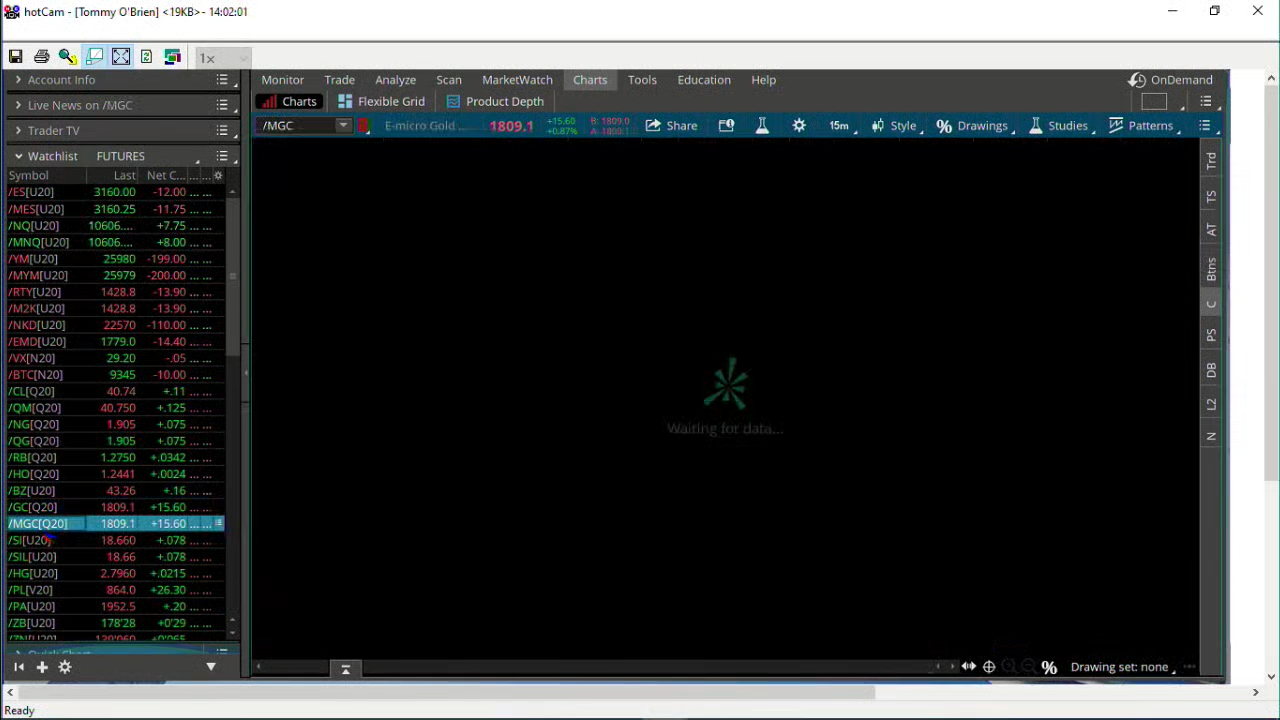 hotCam - [Tommy O'Brien] <19KB> - 14:02:01
1x
Account Info
Live News on /MGC
Trader TV
Watchlist FUTURES
Symbol Last Net C... ... ...
/ES[U20] 3160.00 -12.00 ... ...
/MES[U20] 3160.25 -11.75 ... ...
/NQ[U20] 10606.... +7.75 ... ...
/MNQ[U20] 10606.... +8.00 ... ...
/YM[U20] 25980 -199.00 ... ...
/MYM[U20] 25979 -200.00 ... ...
/RTY[U20] 1428.8 -13.90 ... ...
/M2K[U20] 1428.8 -13.90 ... ...
/NKD[U20] 22570 -110.00 ... ...
/EMD[U20] 1779.0 -14.40 ... ...
/VX[N20] 29.20 -.05 ... ...
/BTC[N20] 9345 -10.00 ... ...
/CL[Q20] 40.74 +.11 ... ...
/QM[Q20] 40.750 +.125 ... ...
/NG[Q20] 1.905 +.075 ... ...
/QG[Q20] 1.905 +.075 ... ...
/RB[Q20] 1.2750 +.0342 ... ...
/HO[Q20] 1.2441 +.0024 ... ...
/BZ[U20] 43.26 +.16 ... ...
/GC[Q20] 1809.1 +15.60 ... ...
/MGC[Q20] 1809.1 +15.60 ... ...
/SI[U20] 18.660 +.078 ... ...
/SIL[U20] 18.66 +.078 ... ...
/HG[U20] 2.7960 +.0215 ... ...
/PL[V20] 864.0 +26.30 ... ...
/PA[U20] 1952.5 +.20 ... ...
/ZB[U20] 178'28 +0'29 ... ...
/ZN[U20] 139'060 +0'065 ... ...
Quick Chart
Monitor Trade Analyze Scan MarketWatch Charts Tools Education Help OnDemand
Charts Flexible Grid Product Depth
/MGC E-micro Gold ... 1809.1 +15.60 B: 1809.0 Share 15m Style % Drawings Studies Patterns
+0.87%
Waiting for data...
Trd
TS
AT
Btns
C
PS
DB
L2
N
% Drawing set: none
Ready